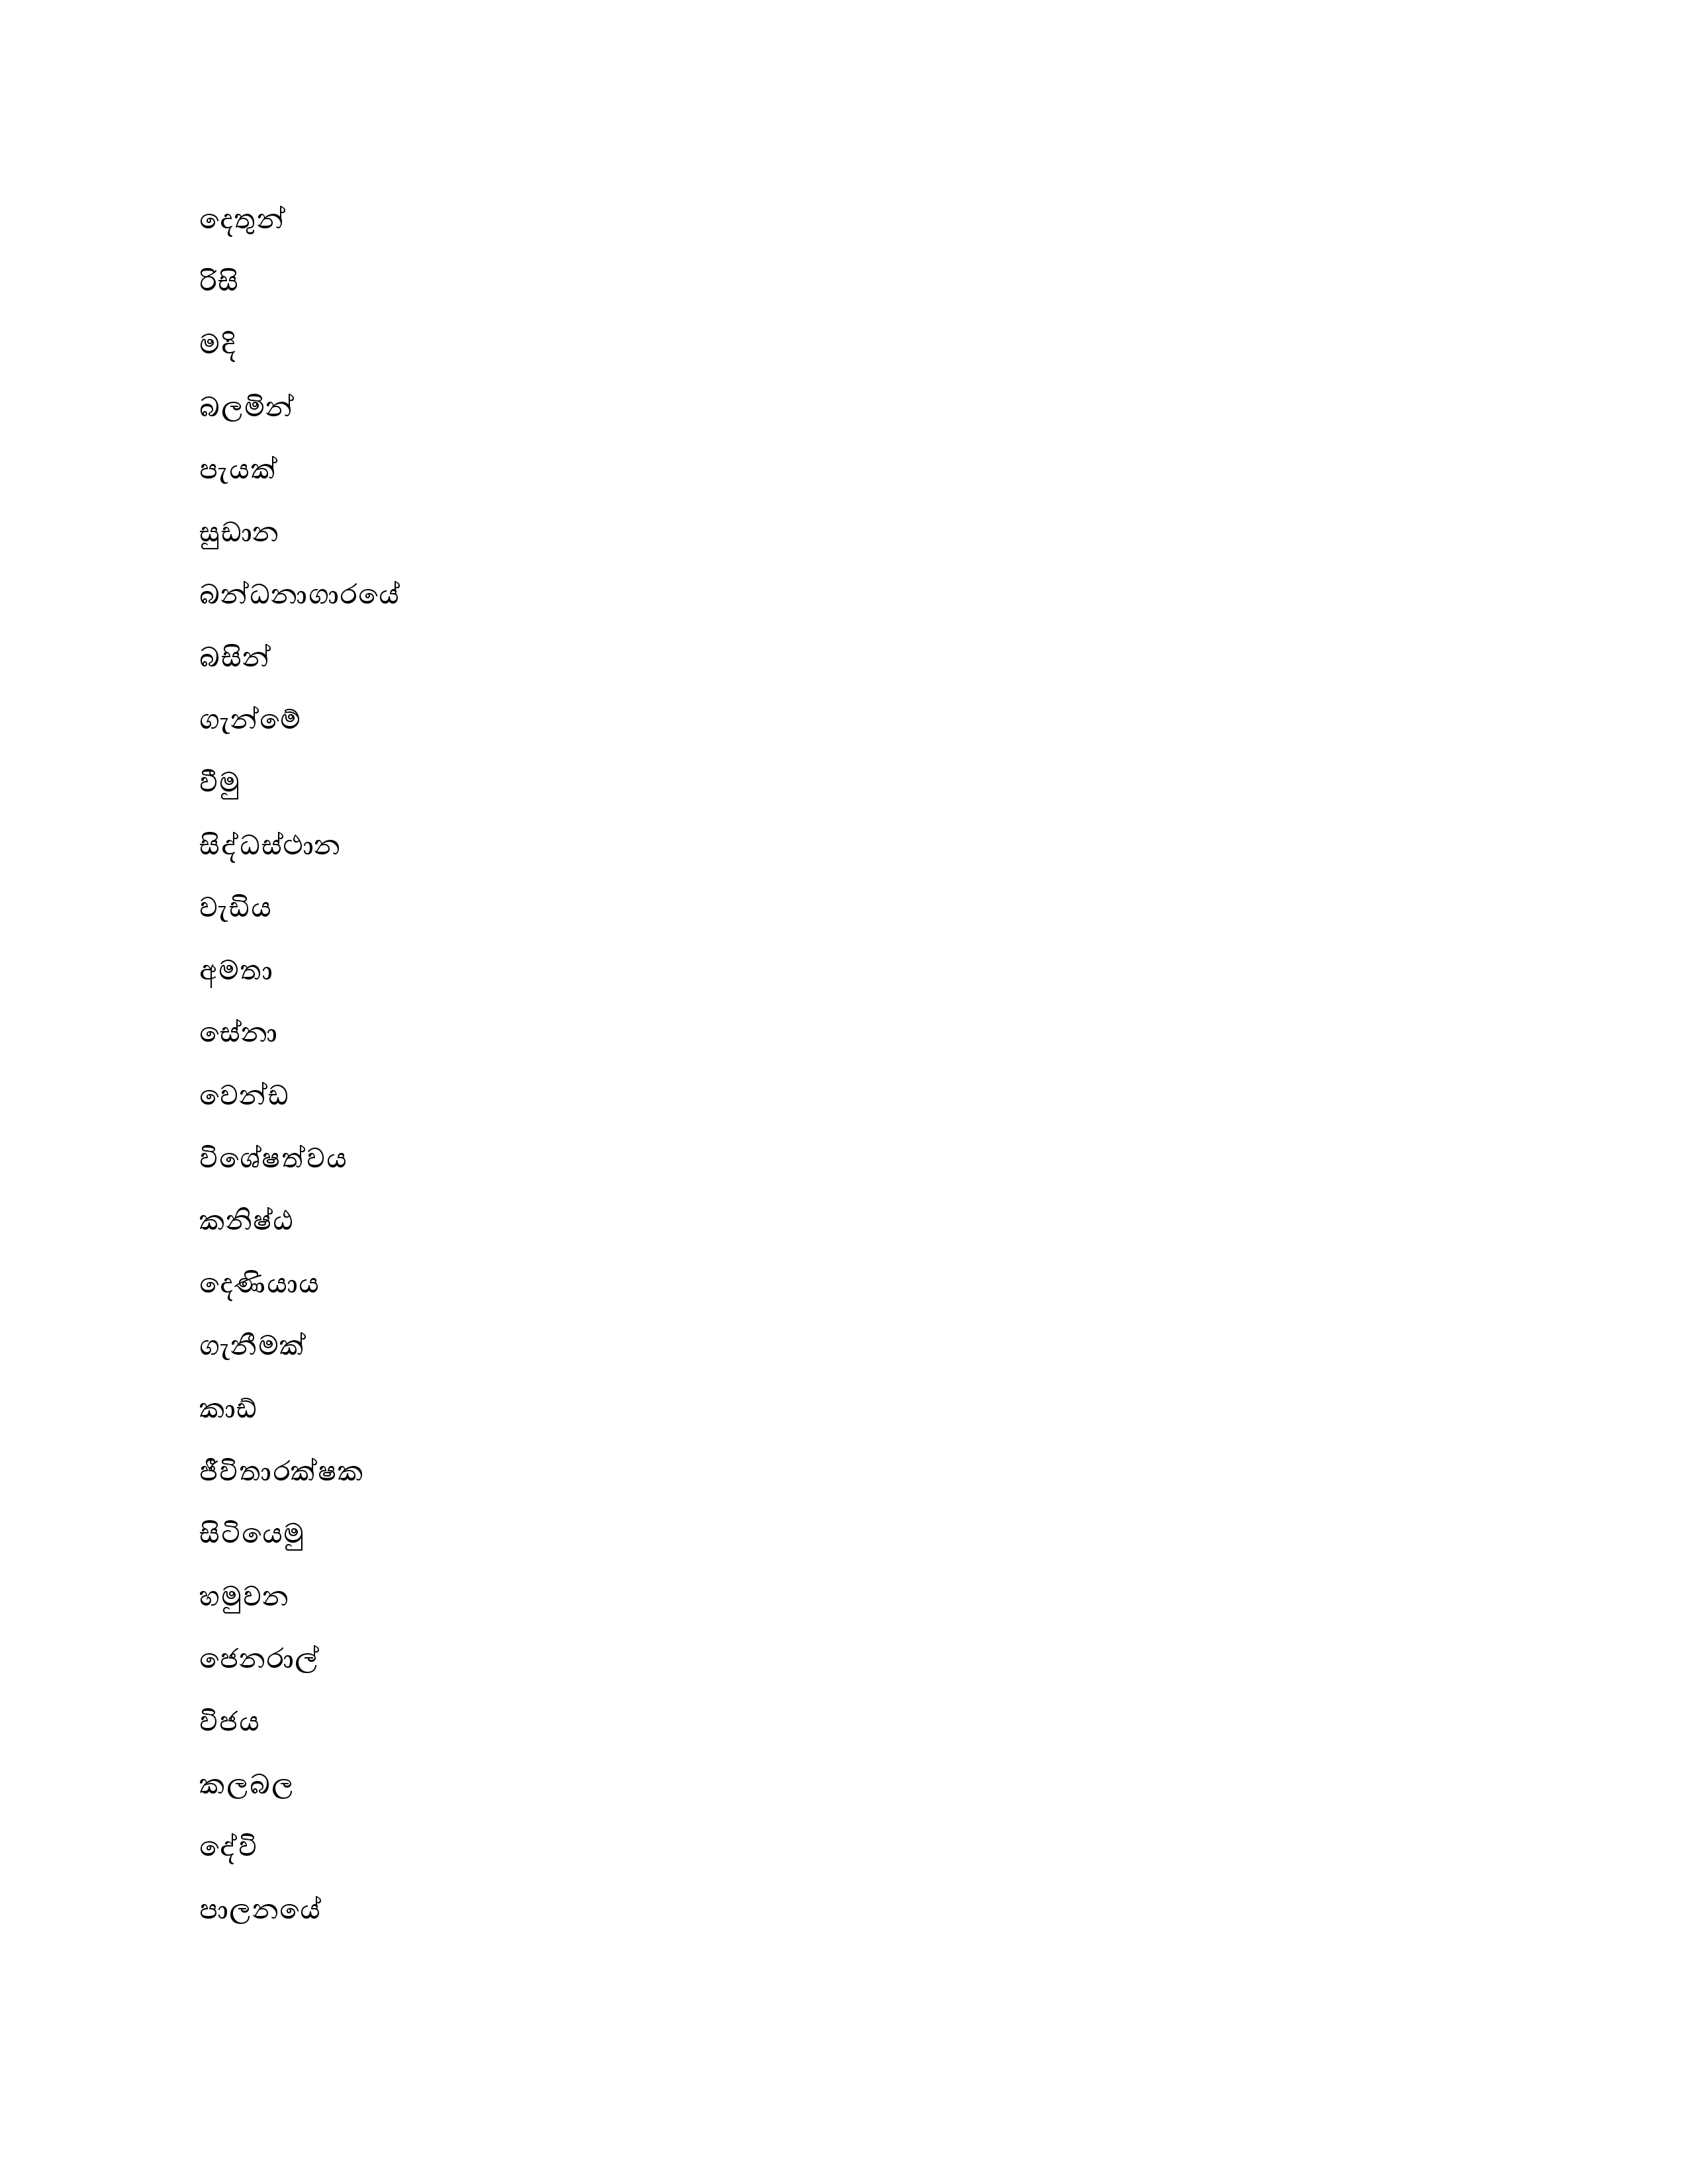 දෙතුන්
රිසි
මදි
බලමින්
පැයක්
සුඩාන
බන්ධනාගාරයේ
බසින්
ගැන්මේ
වීමු
සිද්ධස්ථාන
වැඩිය
අමතා
සේනා
වෙන්ඩ
විශේෂත්වය
කනිෂ්ඨ
දෙණියාය
ගැනීමක්
කාඩ්
ජීවිතාරක්ෂක
සිටියෙමු
හමුවන
ජෙනරාල්
විජය
කලබල
දේවි
පාලනයේ